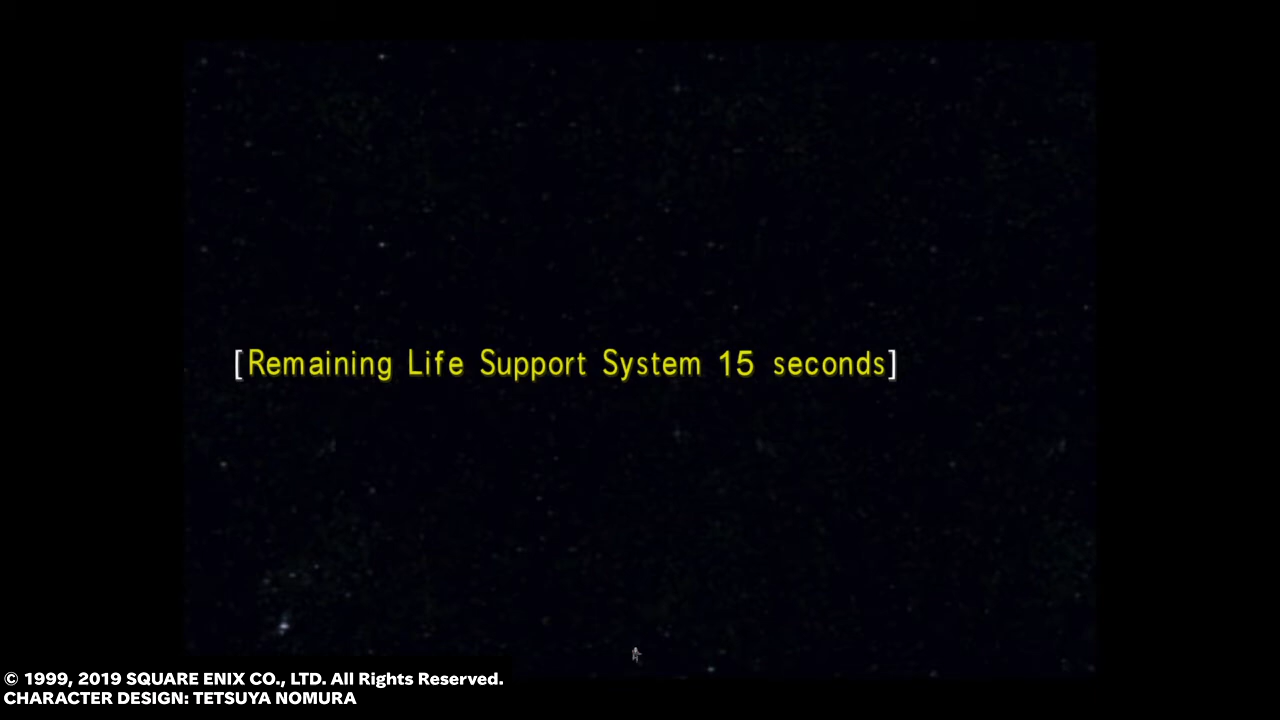 [Remaining Life Support System 15 seconds]
© 1999, 2019 SQUARE ENIX CO., LTD. All Rights Reserved.
CHARACTER DESIGN: TETSUYA NOMURA